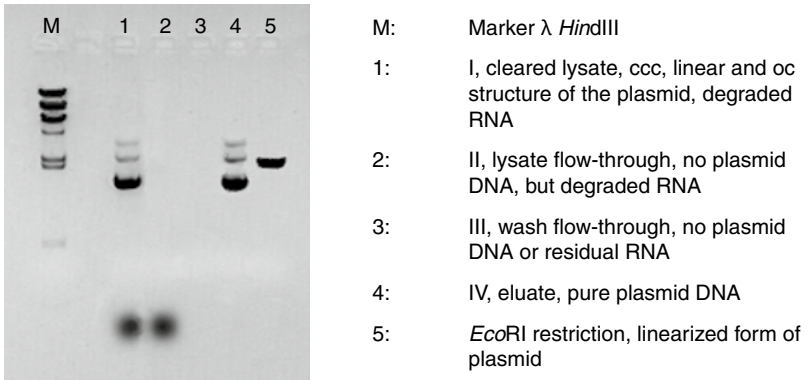 M 1 2 3 4 5
M: Marker λ HindIII
1: I, cleared lysate, ccc, linear and oc
structure of the plasmid, degraded
RNA
2: II, lysate flow-through, no plasmid
DNA, but degraded RNA
3: III, wash flow-through, no plasmid
DNA or residual RNA
4: IV, eluate, pure plasmid DNA
5: EcoRI restriction, linearized form of
plasmid